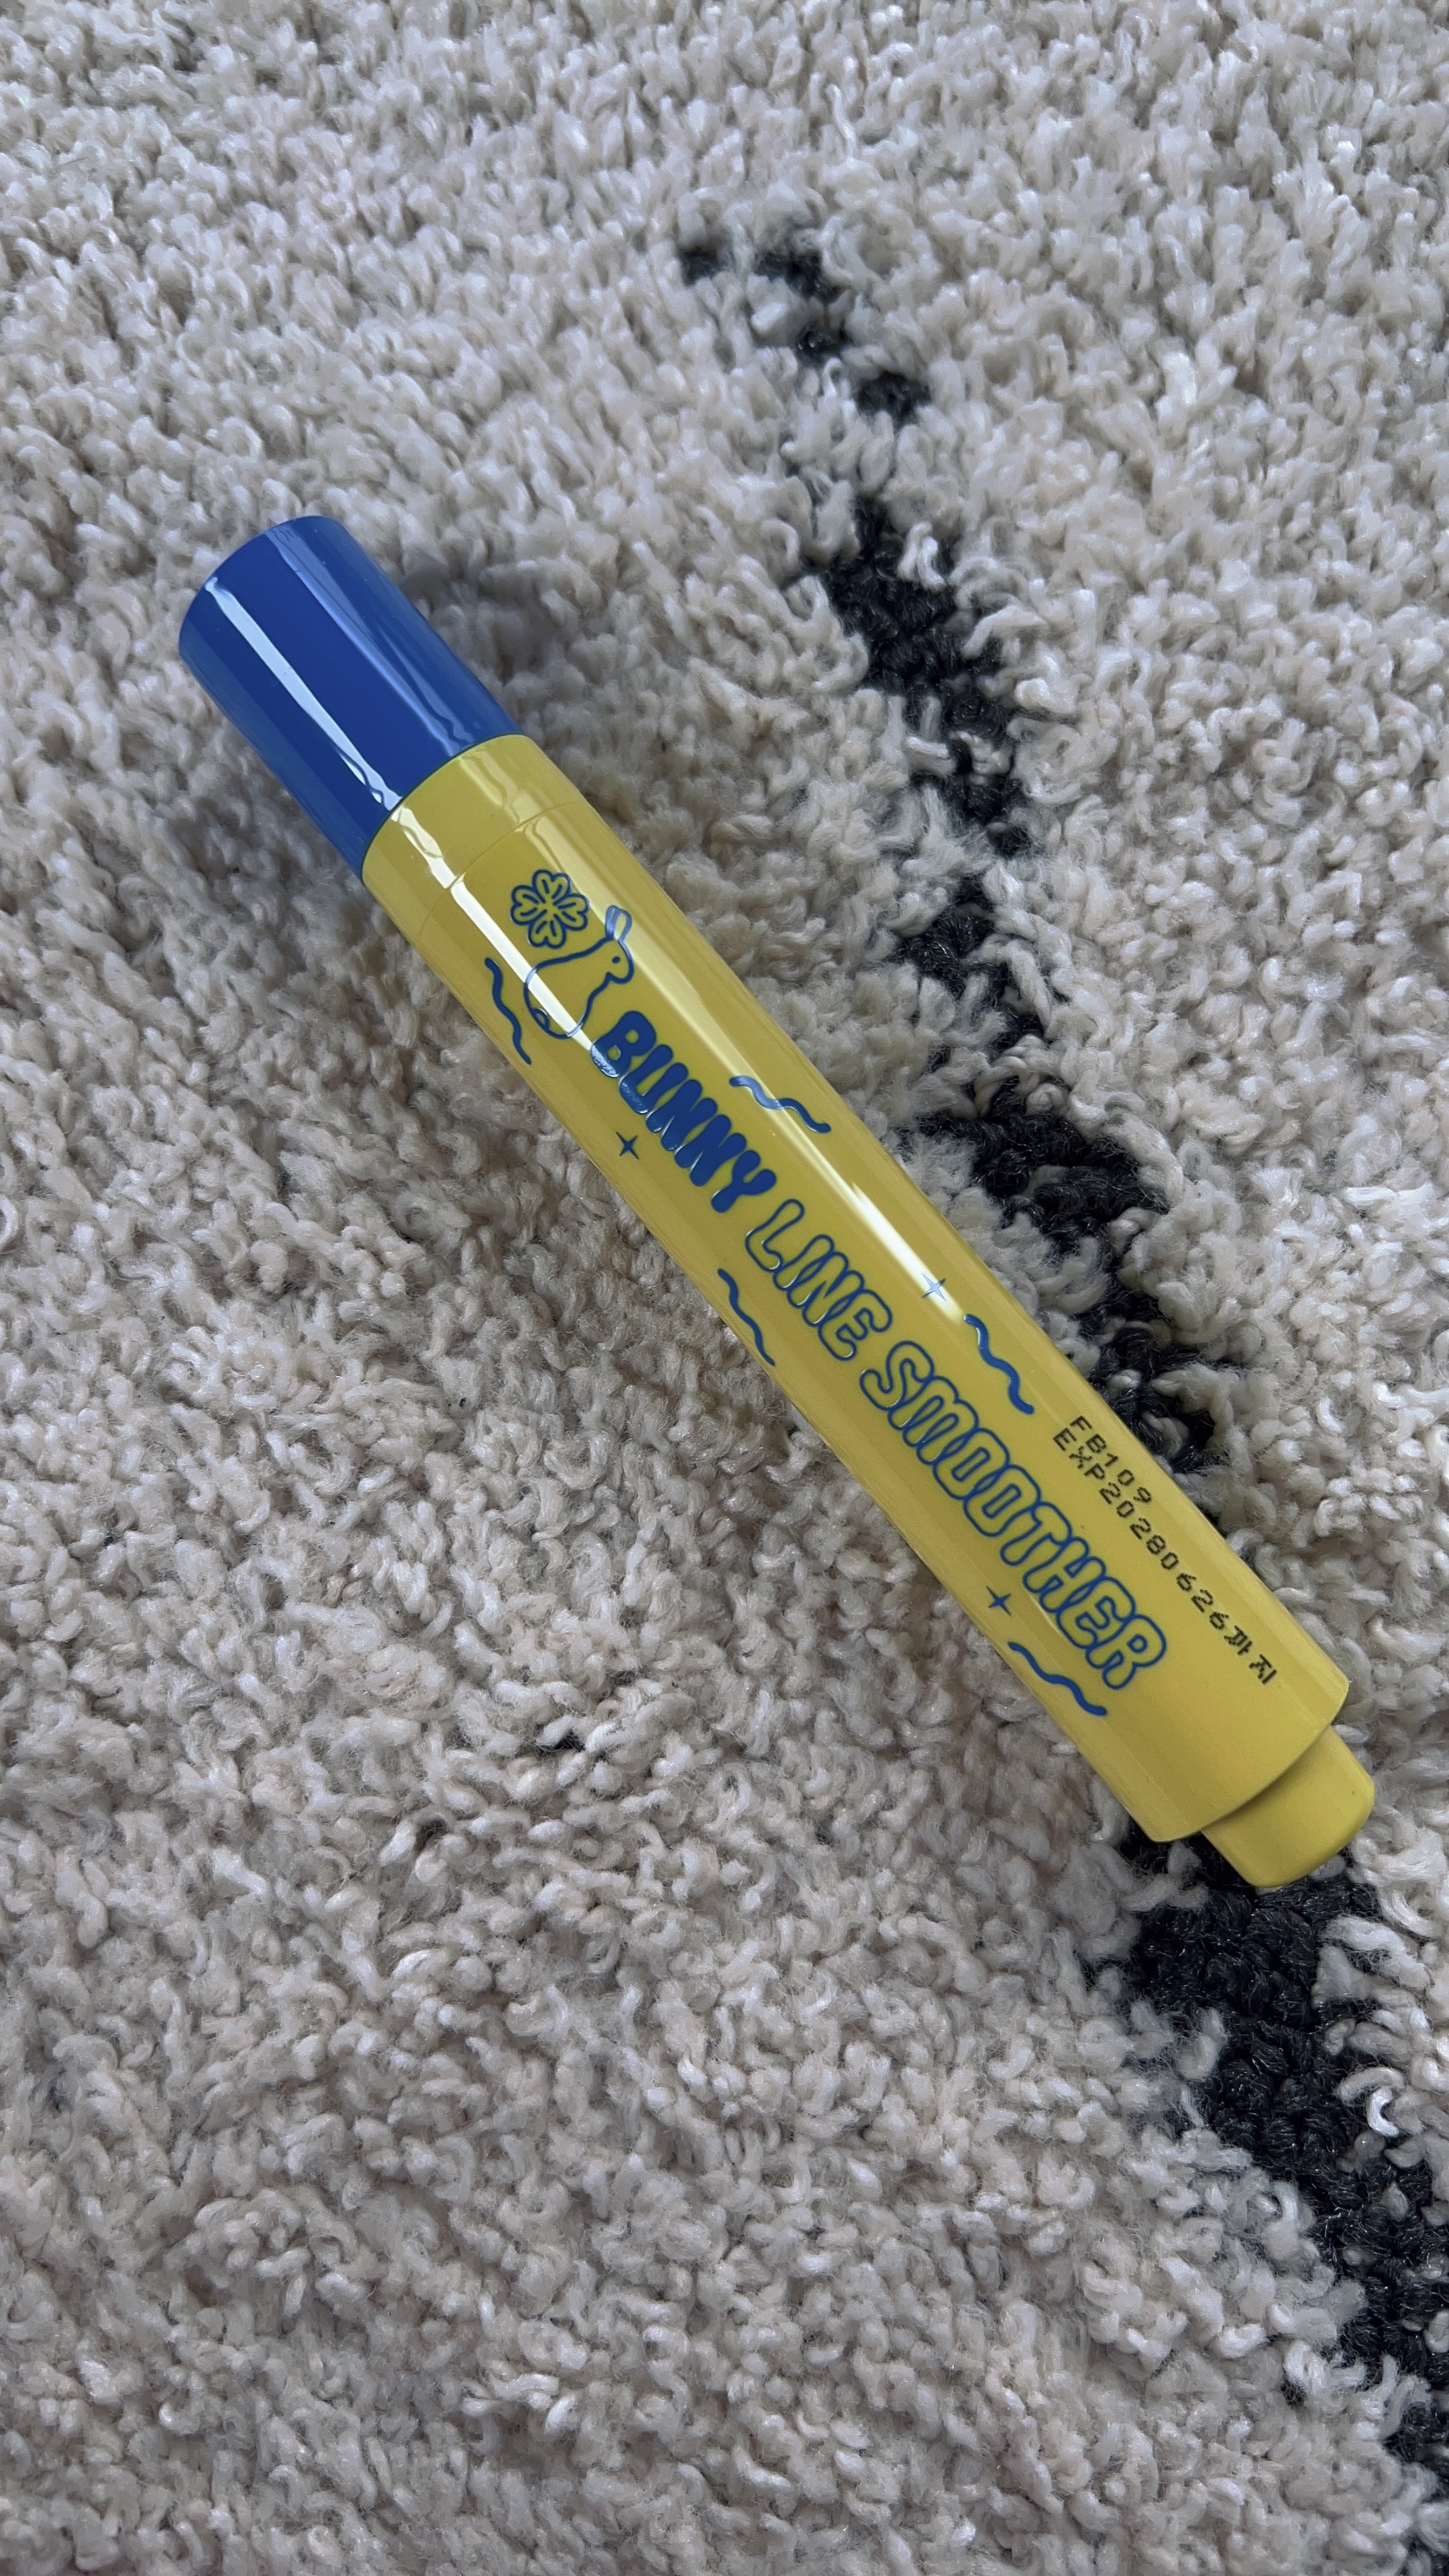 BUNNY LINE SMOOTHER
FB109
EXP20280626까지